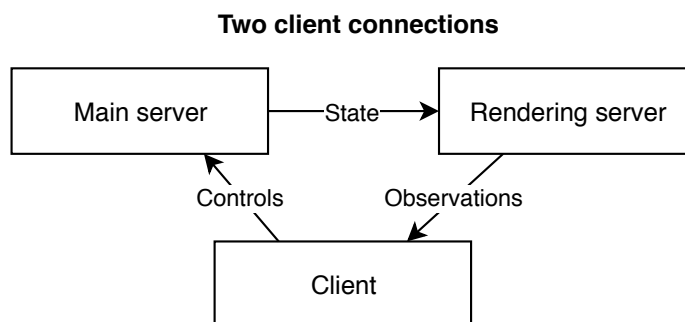 Two client connections
Main server
State
Rendering server
Controls
Observations
Client